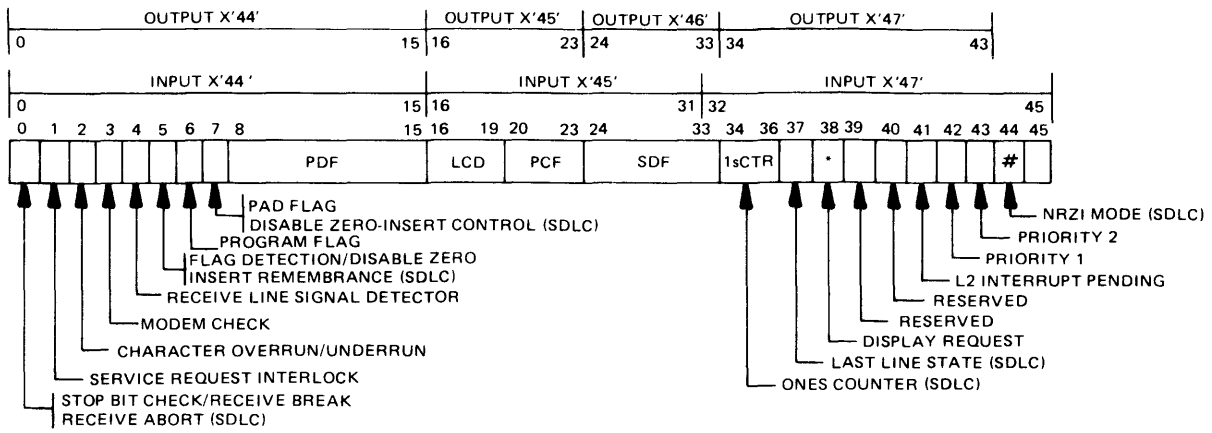 OUTPUT X'44' OUTPUT X'45' OUTPUT X'46' OUTPUT X'47'
0 15 16 23 24 33 34 43
INPUT X'44' INPUT X'45' INPUT X'47'
0 15 16 31 32 45
0 1 2 3 4 5 6 7 8 15 16 19 20 23 24 33 34 36 37 38 39 40 41 42 43 44 45
PDF LCD PCF SDF 1sCTR * #
PAD FLAG
DISABLE ZERO-INSERT CONTROL (SDLC)
PROGRAM FLAG
FLAG DETECTION/DISABLE ZERO
INSERT REMEMBRANCE (SDLC)
RECEIVE LINE SIGNAL DETECTOR
MODEM CHECK
CHARACTER OVERRUN/UNDERRUN
SERVICE REQUEST INTERLOCK
STOP BIT CHECK/RECEIVE BREAK
RECEIVE ABORT (SDLC)
NRZI MODE (SDLC)
PRIORITY 2
PRIORITY 1
L2 INTERRUPT PENDING
RESERVED
RESERVED
DISPLAY REQUEST
LAST LINE STATE (SDLC)
ONES COUNTER (SDLC)